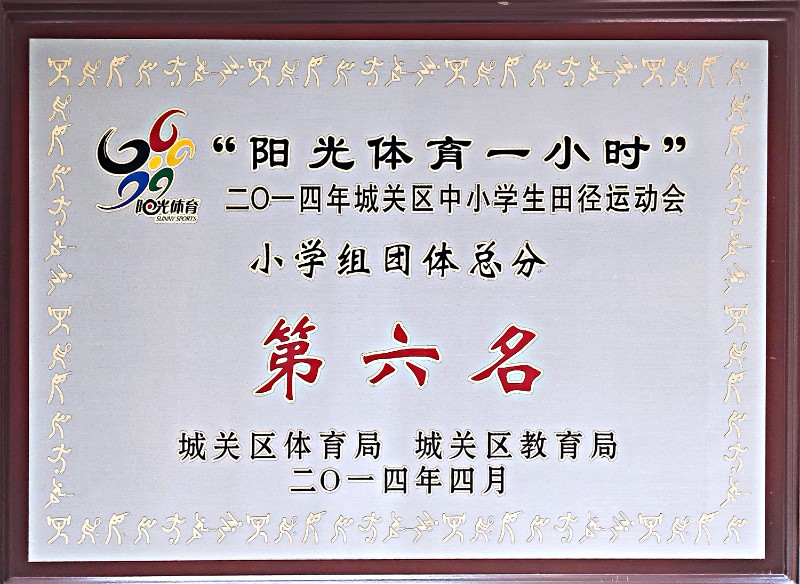 “阳光体育一小时”
阳光体育
SUNNY SPORTS
二〇一四年城关区中小学生田径运动会
小学组团体总分
第六名
城关区体育局 城关区教育局
二〇一四年四月